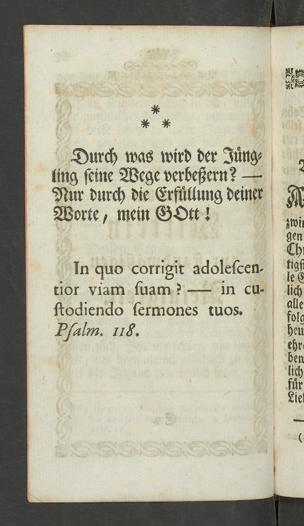 *
* *
Durch was wird der Jüng-
ling seine Wege verbeßern? —
Nur durch die Erfüllung deiner
Worte, mein GOtt!
In quo corrigit adoleſcen-
tior viam ſuam? — in cu-
ſtodiendo ſermones tuos.
Pſalm. 118.